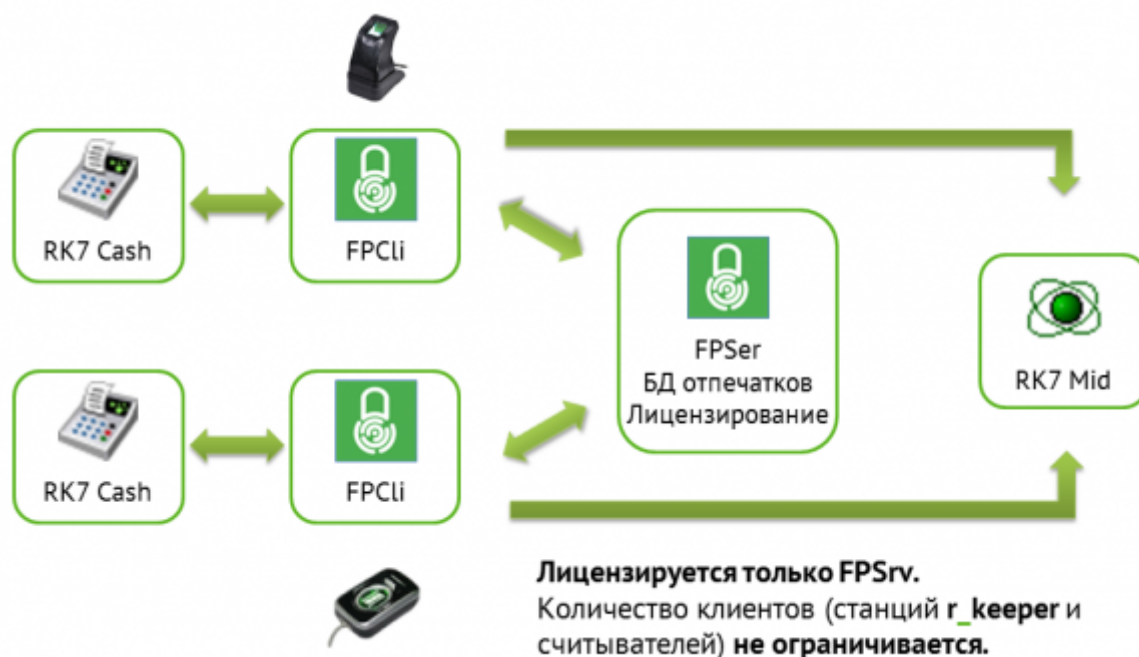 RK7 Cash
FPCli
FPSer
БД отпечатков
Лицензирование
RK7 Mid
RK7 Cash
FPCli
Лицензируется только FPSrv.
Количество клиентов (станций r_keeper и
считывателей) не ограничивается.